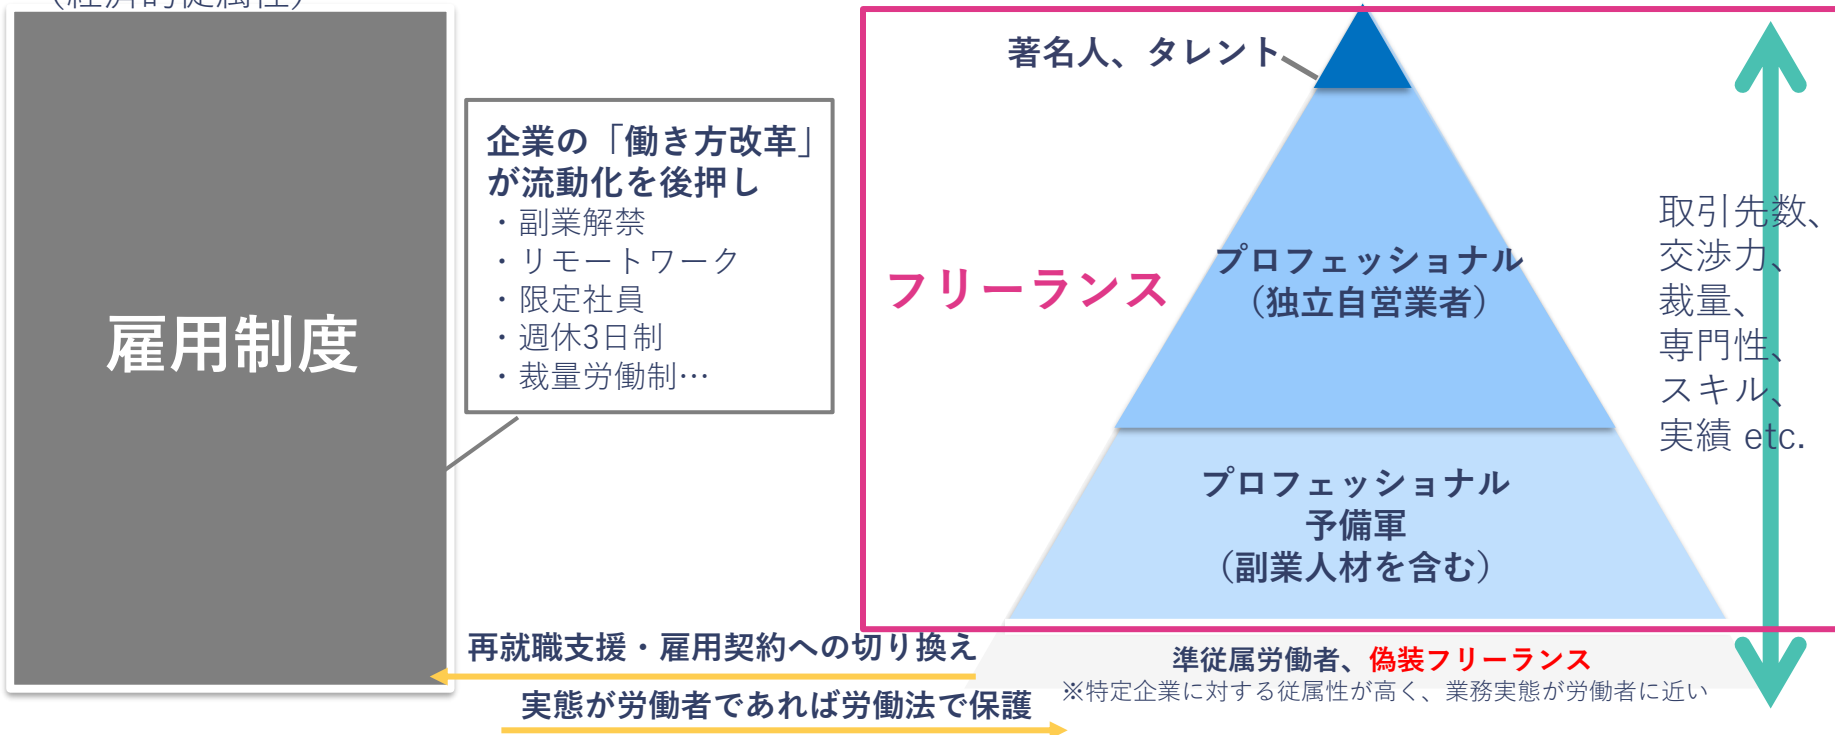 （経済的従属性）
雇用制度
企業の「働き方改革」
が流動化を後押し
・副業解禁
・リモートワーク
・限定社員
・週休3日制
・裁量労働制…
フリーランス
著名人、タレント
プロフェッショナル
（独立自営業者）
プロフェッショナル
予備軍
（副業人材を含む）
取引先数、
交渉力、
裁量、
専門性、
スキル、
実績 etc.
再就職支援・雇用契約への切り換え
実態が労働者であれば労働法で保護
準従属労働者、偽装フリーランス
※特定企業に対する従属性が高く、業務実態が労働者に近い